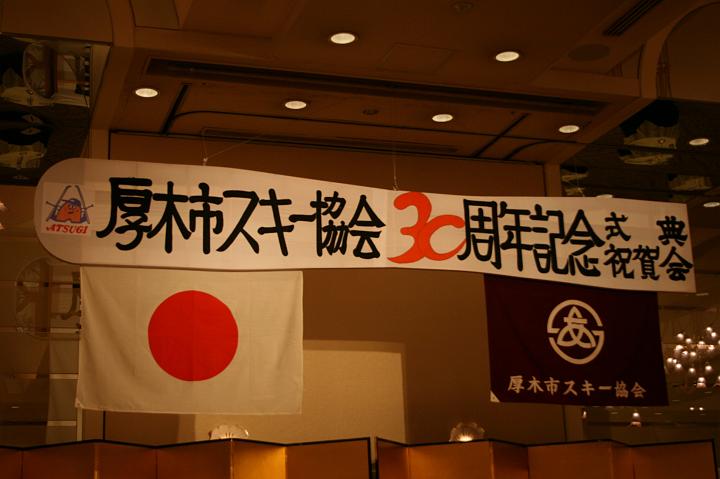 ATSUGI
厚木市スキー協会30周年記念
式典
祝賀会
あ
厚木市スキー協会